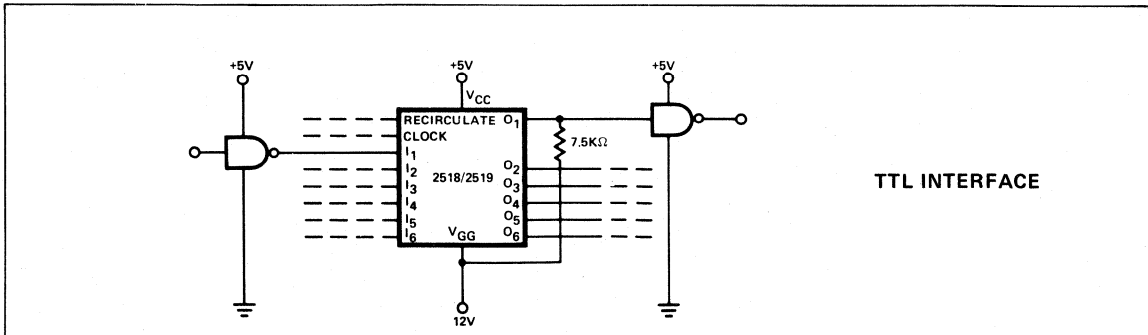 +5V
+5V
+5V
VCC
RECIRCULATE O1
CLOCK
7.5KΩ
I1
I2 O2
2518/2519
I3 O3
TTL INTERFACE
I4 O4
I5 O5
I6 VGG O6
12V